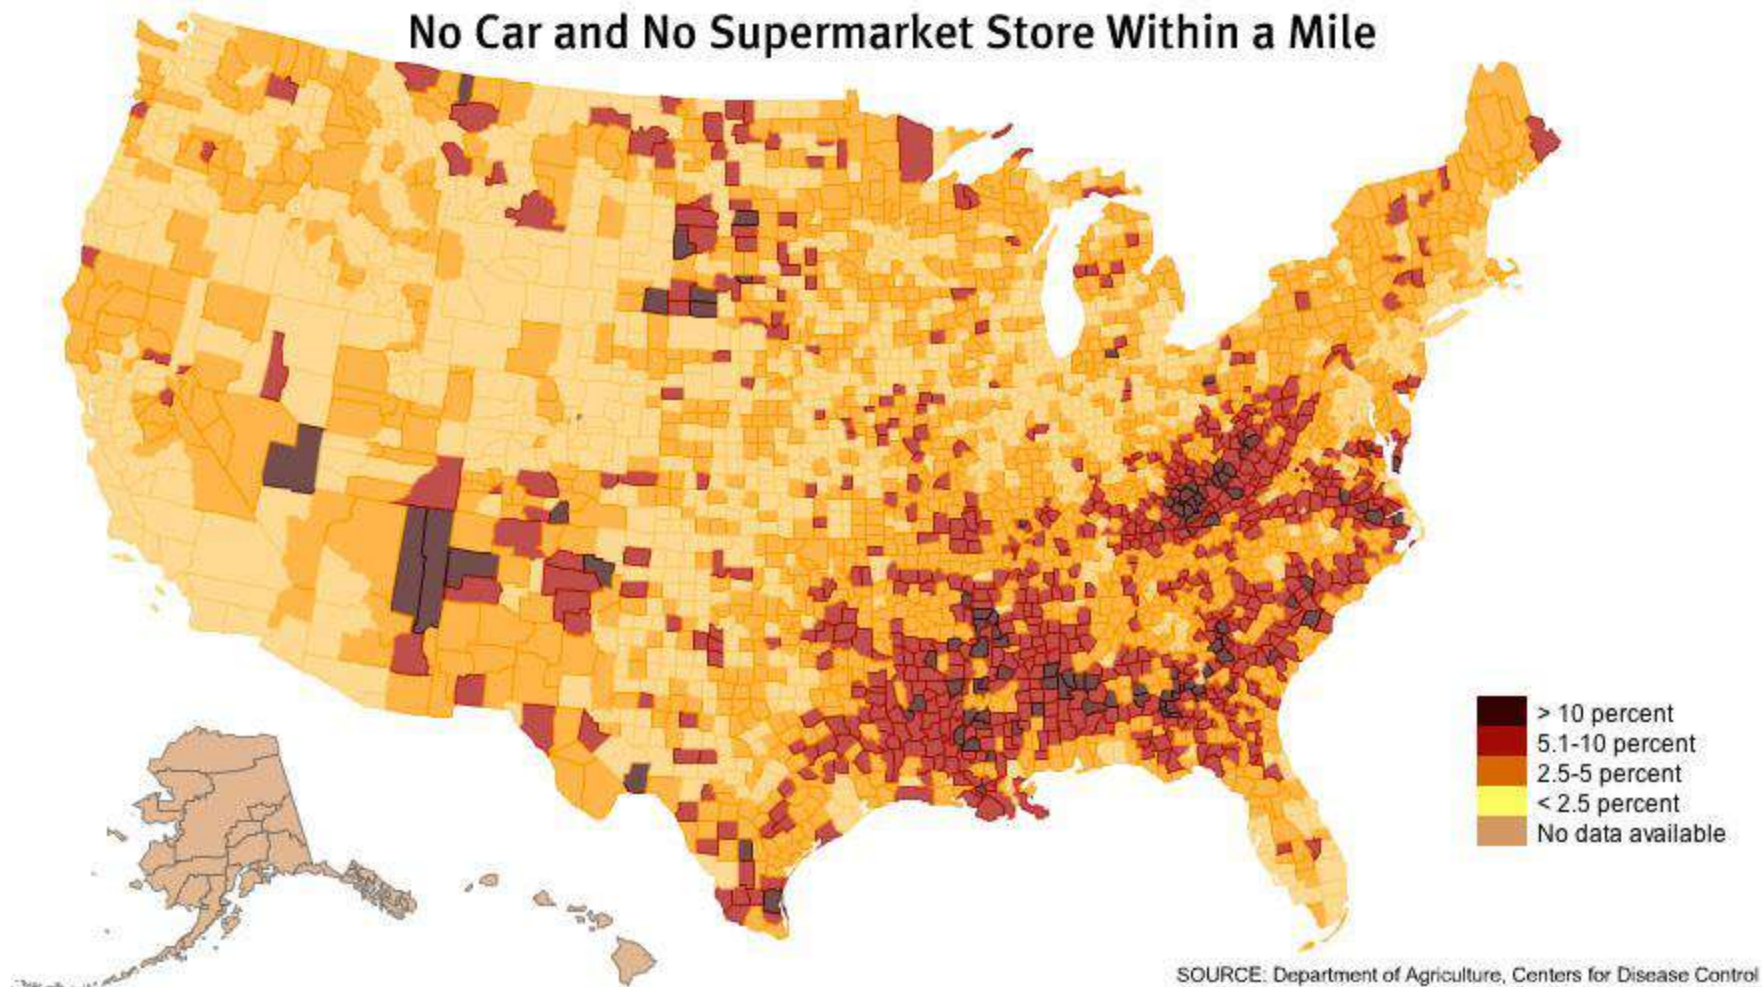 No Car and No Supermarket Store Within a Mile
> 10 percent
5.1-10 percent
2.5-5 percent
< 2.5 percent
No data available
SOURCE: Department of Agriculture, Centers for Disease Control